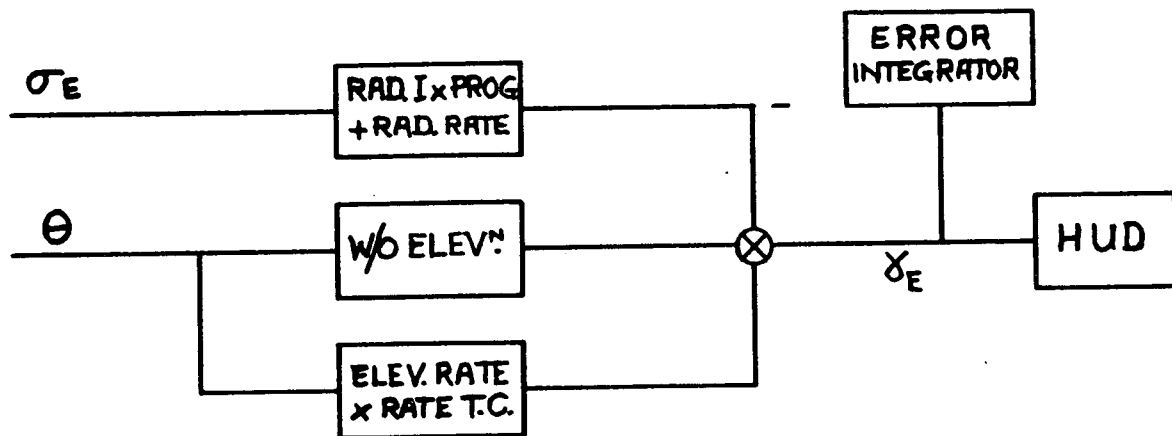 σE
RAD. I x PROG
+ RAD. RATE
−
ERROR
INTEGRATOR
θ
W/O ELEVᴺ.
γE
HUD
ELEV. RATE
x RATE T.C.